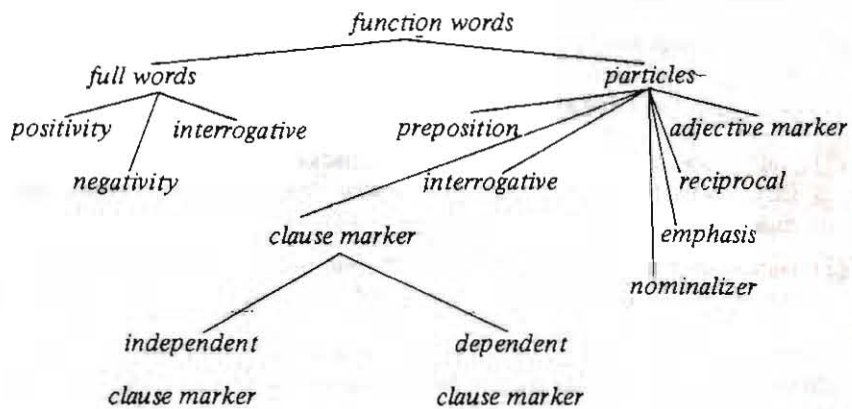 function words
full words particles
positivity interrogative preposition adjective marker
negativity interrogative reciprocal
clause marker emphasis
nominalizer
independent dependent
clause marker clause marker